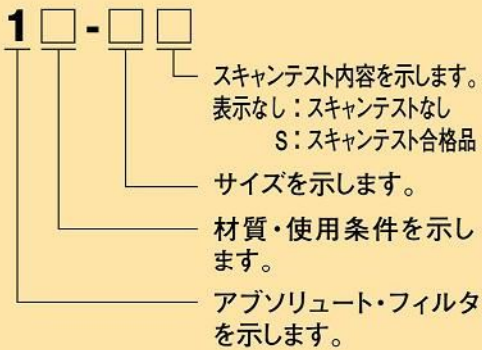 1□-□□
スキャンテスト内容を示します。
表示なし：スキャンテストなし
S：スキャンテスト合格品
サイズを示します。
材質・使用条件を示し
ます。
アブソリュート・フィルタ
を示します。